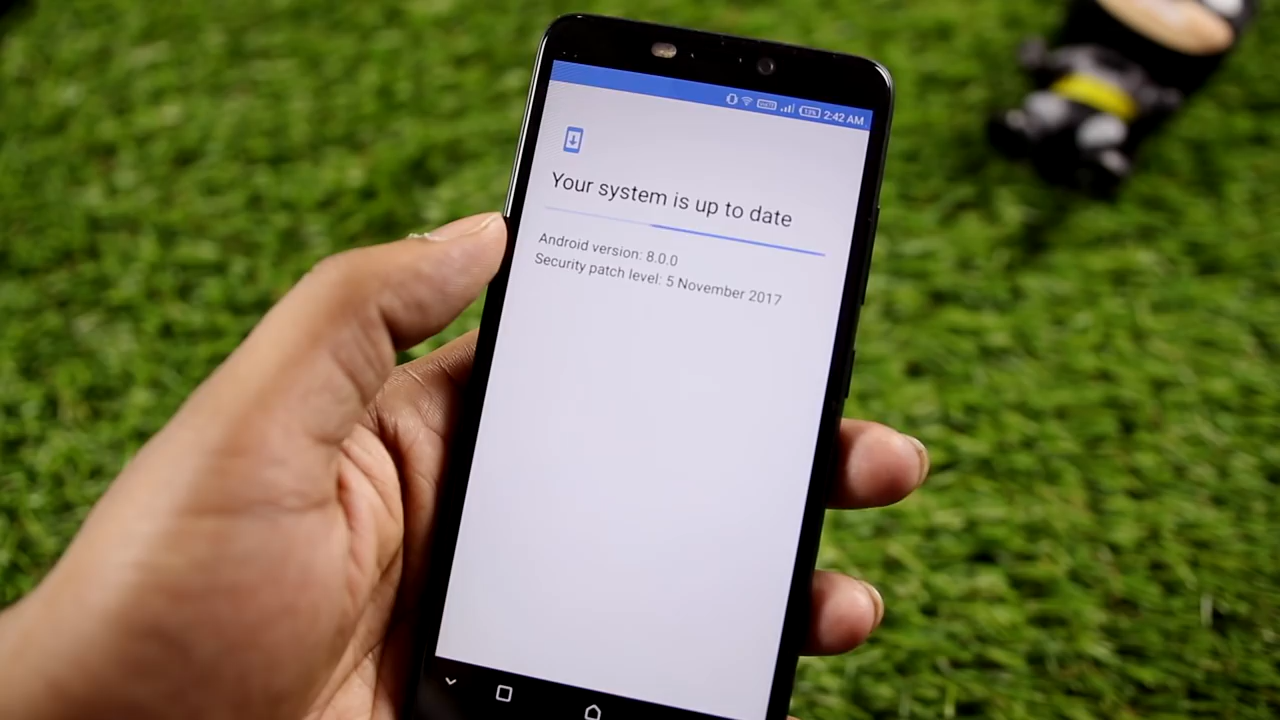 2:42 AM
Your system is up to date
Android version: 8.0.0
Security patch level: 5 November 2017